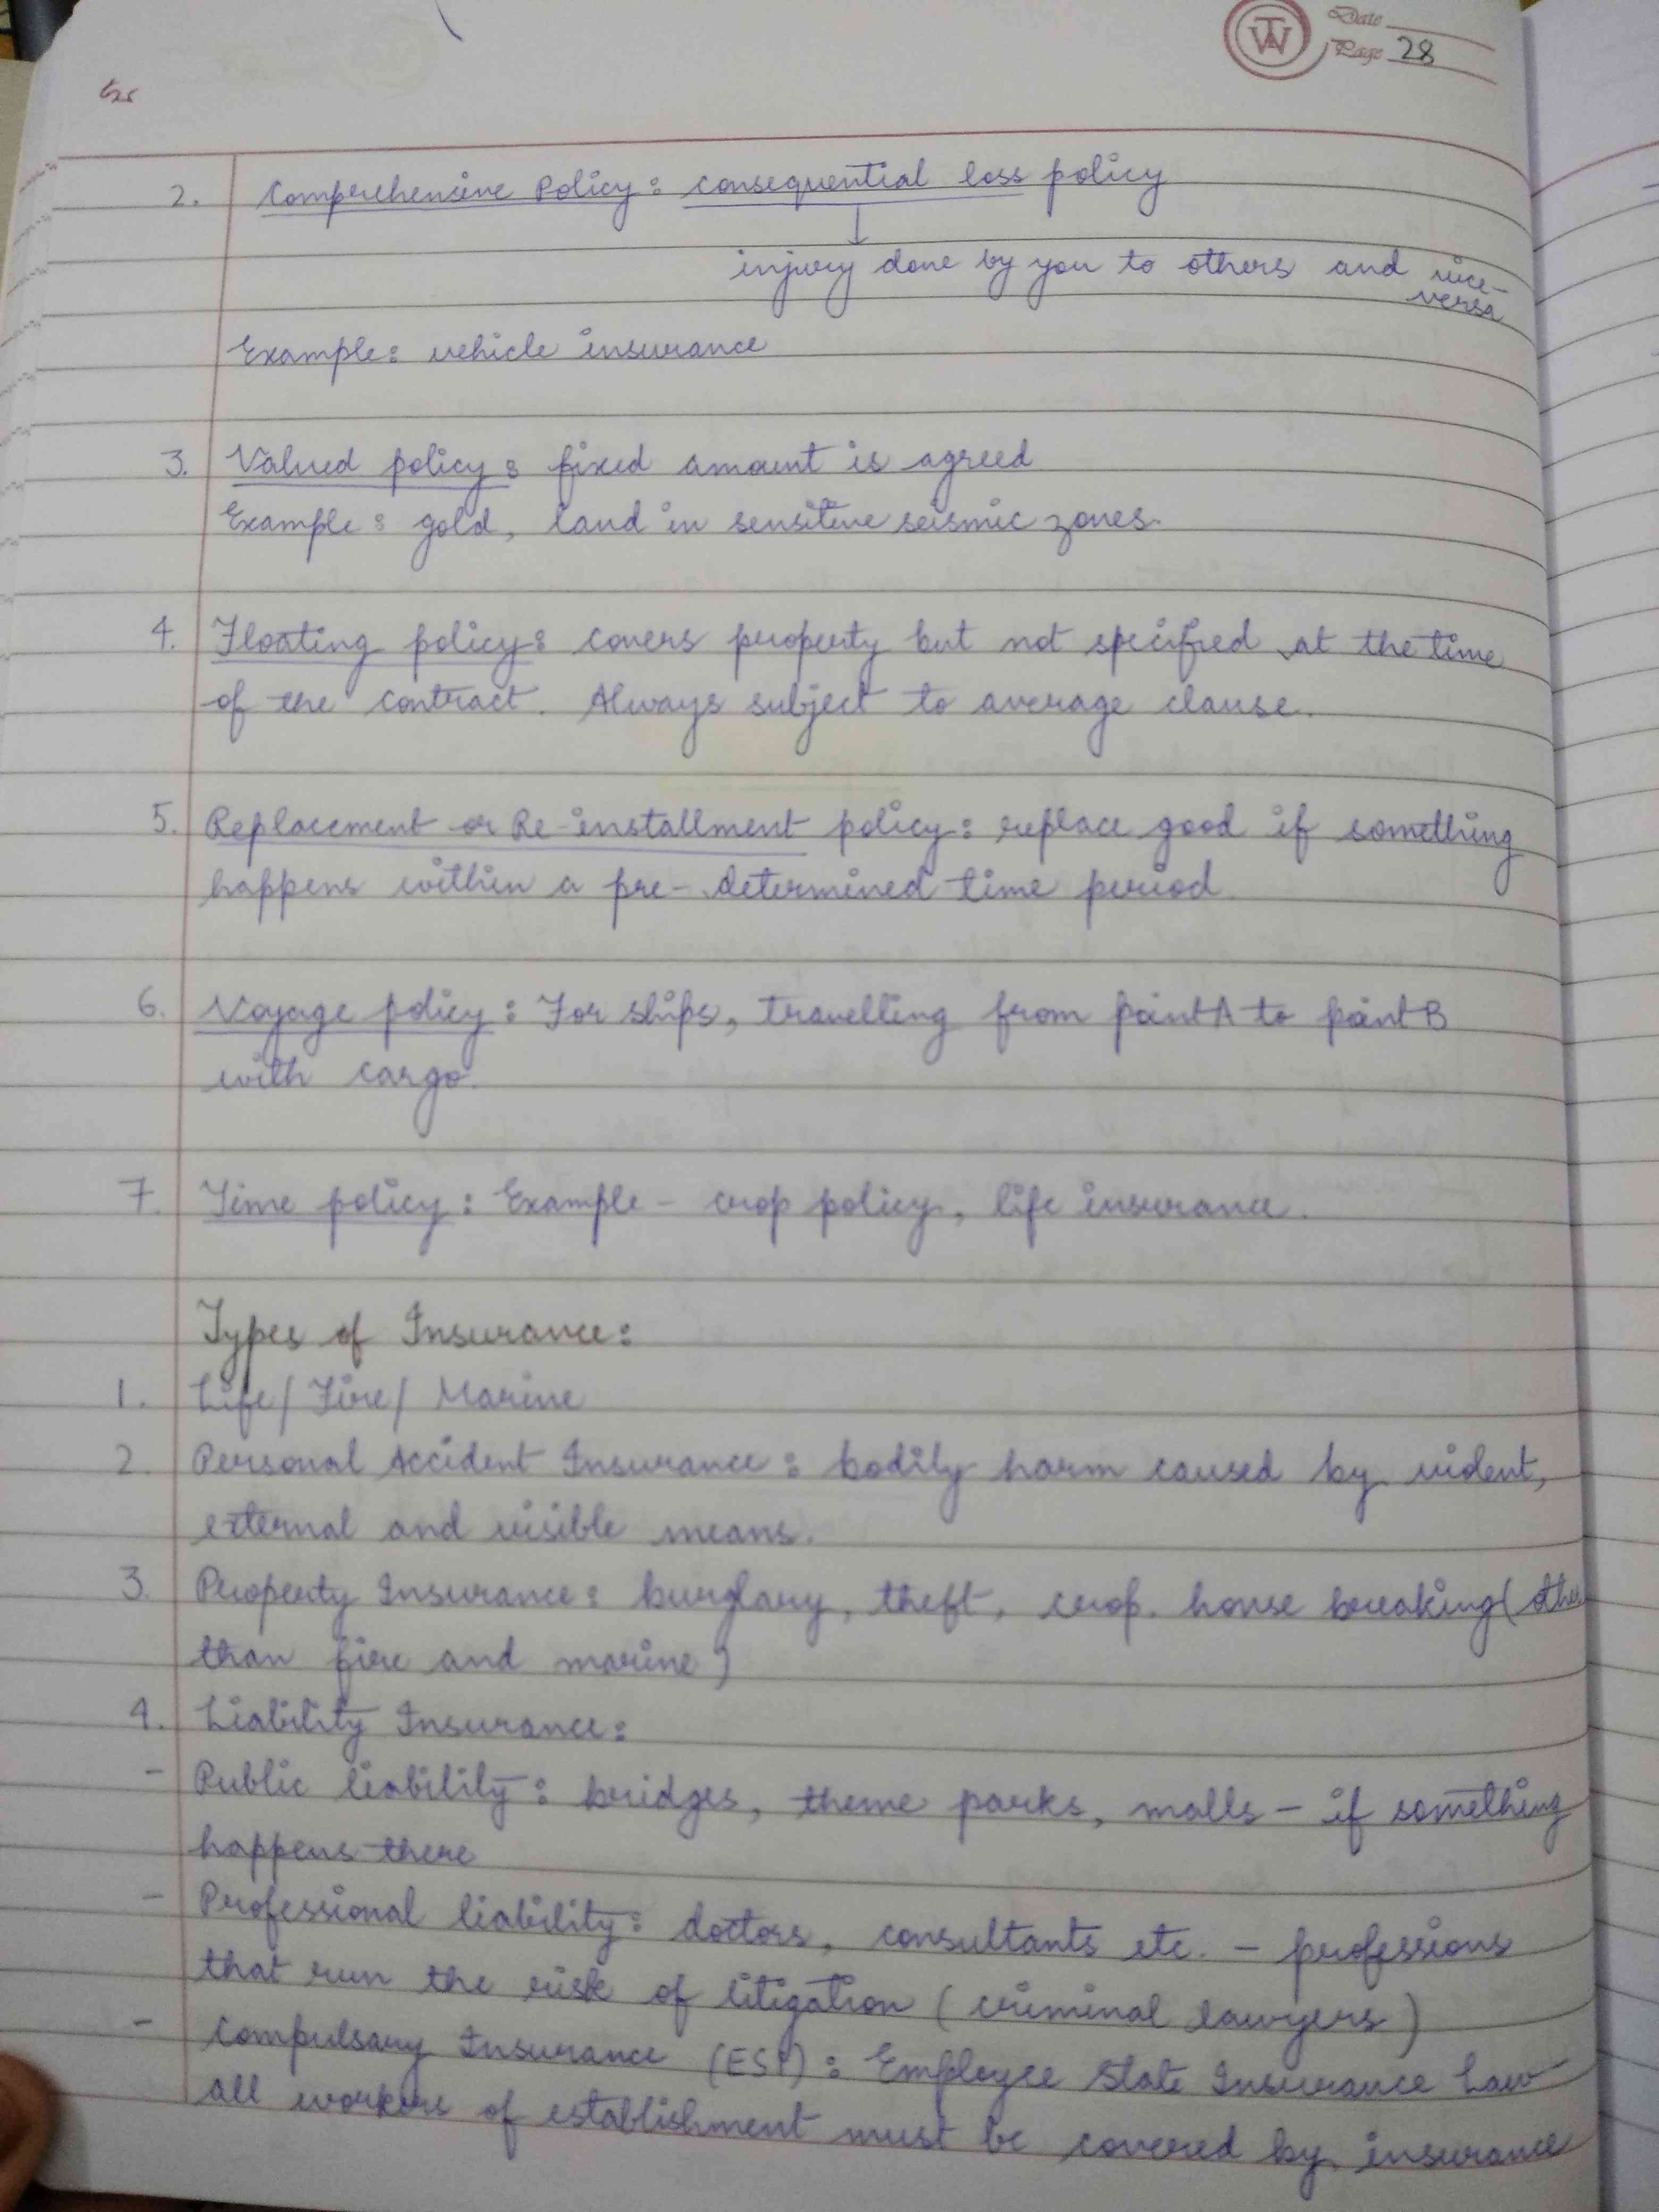 Date
Page 28
2. Comprehensive Policy: consequential loss policy
↓
injury done by you to others and vice-
versa
Example: vehicle insurance
3. Valued policy: fixed amount is agreed
Example: gold, land in sensitive seismic zones.
4. Floating policy: covers property but not specified at the time
of the contract. Always subject to average clause.
5. Replacement or Re-installment policy: replace good if something
happens within a pre-determined time period.
6. Voyage policy: For ships, travelling from point A to point B
with cargo.
7. Time policy: Example - crop policy, life insurance.
Types of Insurance:
1. Life/ Fire/ Marine
2. Personal Accident Insurance: bodily harm caused by violent,
external and visible means.
3. Property Insurance: burglary, theft, crop. house breaking (other
than fire and marine)
4. Liability Insurance:
- Public liability: bridges, theme parks, malls - if something
happens there
- Professional liability: doctors, consultants etc. - professions
that run the risk of litigation (criminal lawyers)
- Compulsary Insurance (ESI): Employee State Insurance Law
all workers of establishment must be covered by insurance